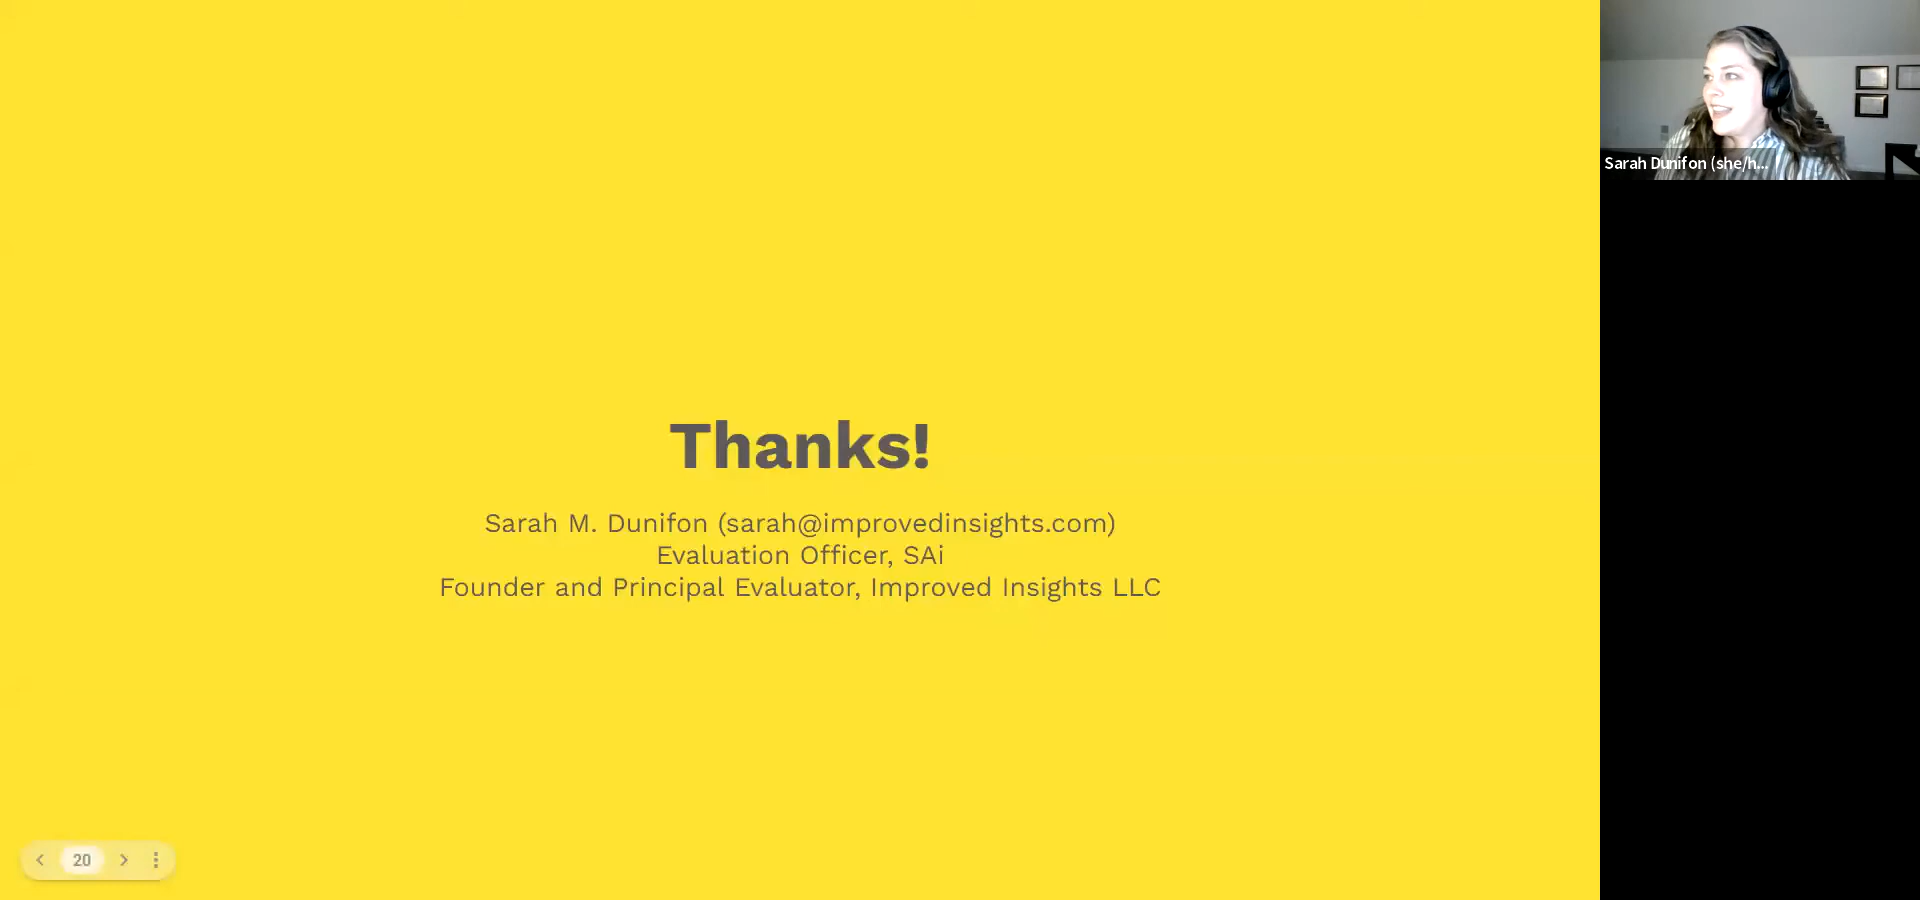 Thanks!
Sarah M. Dunifon (sarah@improvedinsights.com)
Evaluation Officer, SAi
Founder and Principal Evaluator, Improved Insights LLC
Sarah Dunifon (she/h...
20